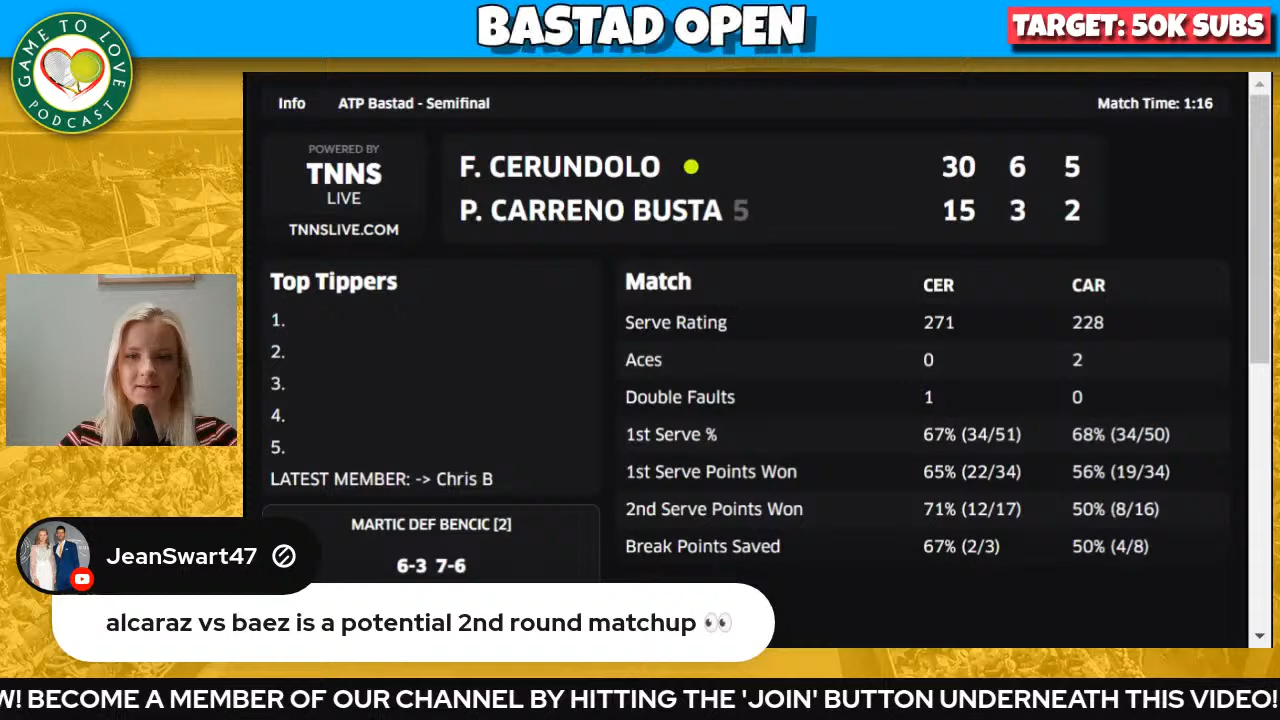 BASTAD OPEN
TARGET: 50K SUBS
GAME TO LOVE
PODCAST
Info ATP Bastad - Semifinal Match Time: 1:16
POWERED BY
TNNS
LIVE
TNNSLIVE.COM
F. CERUNDOLO 30 6 5
P. CARRENO BUSTA 5 15 3 2
Top Tippers
1.
2.
3.
4.
5.
LATEST MEMBER: -> Chris B
MARTIC DEF BENCIC [2]
6-3 7-6
Match CER CAR
Serve Rating 271 228
Aces 0 2
Double Faults 1 0
1st Serve % 67% (34/51) 68% (34/50)
1st Serve Points Won 65% (22/34) 56% (19/34)
2nd Serve Points Won 71% (12/17) 50% (8/16)
Break Points Saved 67% (2/3) 50% (4/8)
JeanSwart47
alcaraz vs baez is a potential 2nd round matchup 👀
W! BECOME A MEMBER OF OUR CHANNEL BY HITTING THE 'JOIN' BUTTON UNDERNEATH THIS VIDEO!